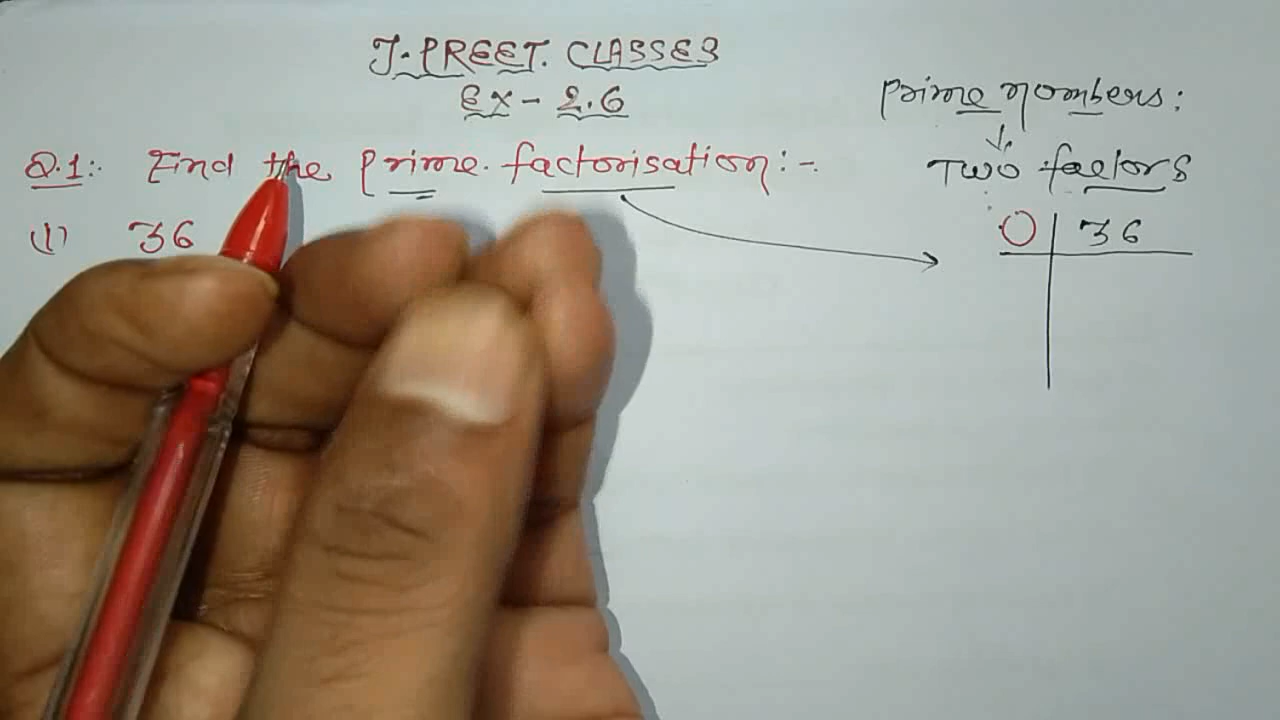 J. PREET. CLASSES
EX - 2.6
Q.1:- Find the prime factorisation :-
(1) 36
prime numbers:
Two factors
O 36